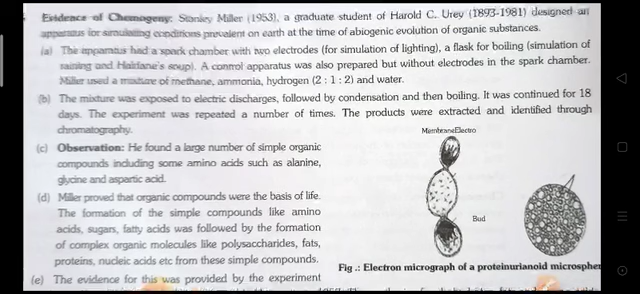 Evidence of Chemogeny: Stanley Miller (1953), a graduate student of Harold C. Urey (1893-1981) designed an
apparatus for simulating conditions prevalent on earth at the time of abiogenic evolution of organic substances.
(a) The apparatus had a spark chamber with two electrodes (for simulation of lighting), a flask for boiling (simulation of
raining and Haldane's soup). A control apparatus was also prepared but without electrodes in the spark chamber.
Miller used a mixture of methane, ammonia, hydrogen (2 : 1 : 2) and water.
(b) The mixture was exposed to electric discharges, followed by condensation and then boiling. It was continued for 18
days. The experiment was repeated a number of times. The products were extracted and identified through
chromatography.
MembraneElectro
(c) Observation: He found a large number of simple organic
compounds including some amino acids such as alanine,
glycine and aspartic acid.
(d) Miller proved that organic compounds were the basis of life.
The formation of the simple compounds like amino
Bud
acids, sugars, fatty acids was followed by the formation
of complex organic molecules like polysaccharides, fats,
proteins, nucleic acids etc from these simple compounds.
Fig .: Electron micrograph of a proteinurianoid microspher
(e) The evidence for this was provided by the experiment